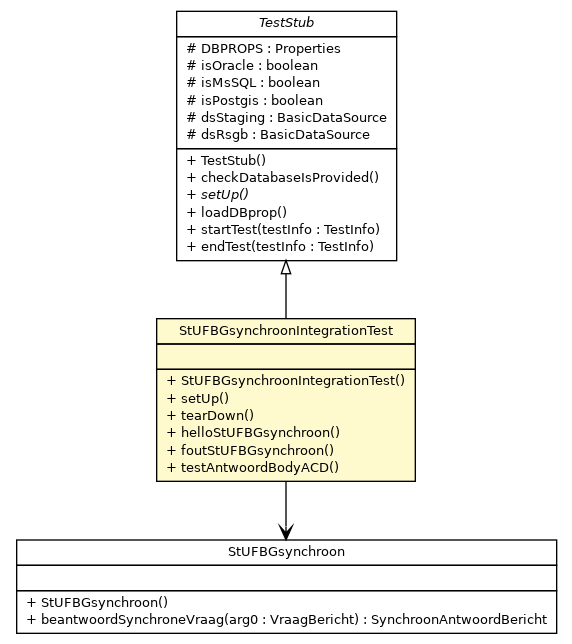 TestStub
# DBPROPS : Properties
# isOracle : boolean
# isMsSQL : boolean
# isPostgis : boolean
# dsStaging : BasicDataSource
# dsRsgb : BasicDataSource
+ TestStub()
+ checkDatabaseIsProvided()
+ setUp()
+ loadDBprop()
+ startTest(testInfo : TestInfo)
+ endTest(testInfo : TestInfo)
StUFBGsynchroonIntegrationTest
+ StUFBGsynchroonIntegrationTest()
+ setUp()
+ tearDown()
+ helloStUFBGsynchroon()
+ foutStUFBGsynchroon()
+ testAntwoordBodyACD()
StUFBGsynchroon
+ StUFBGsynchroon()
+ beantwoordSynchroneVraag(arg0 : VraagBericht) : SynchroonAntwoordBericht